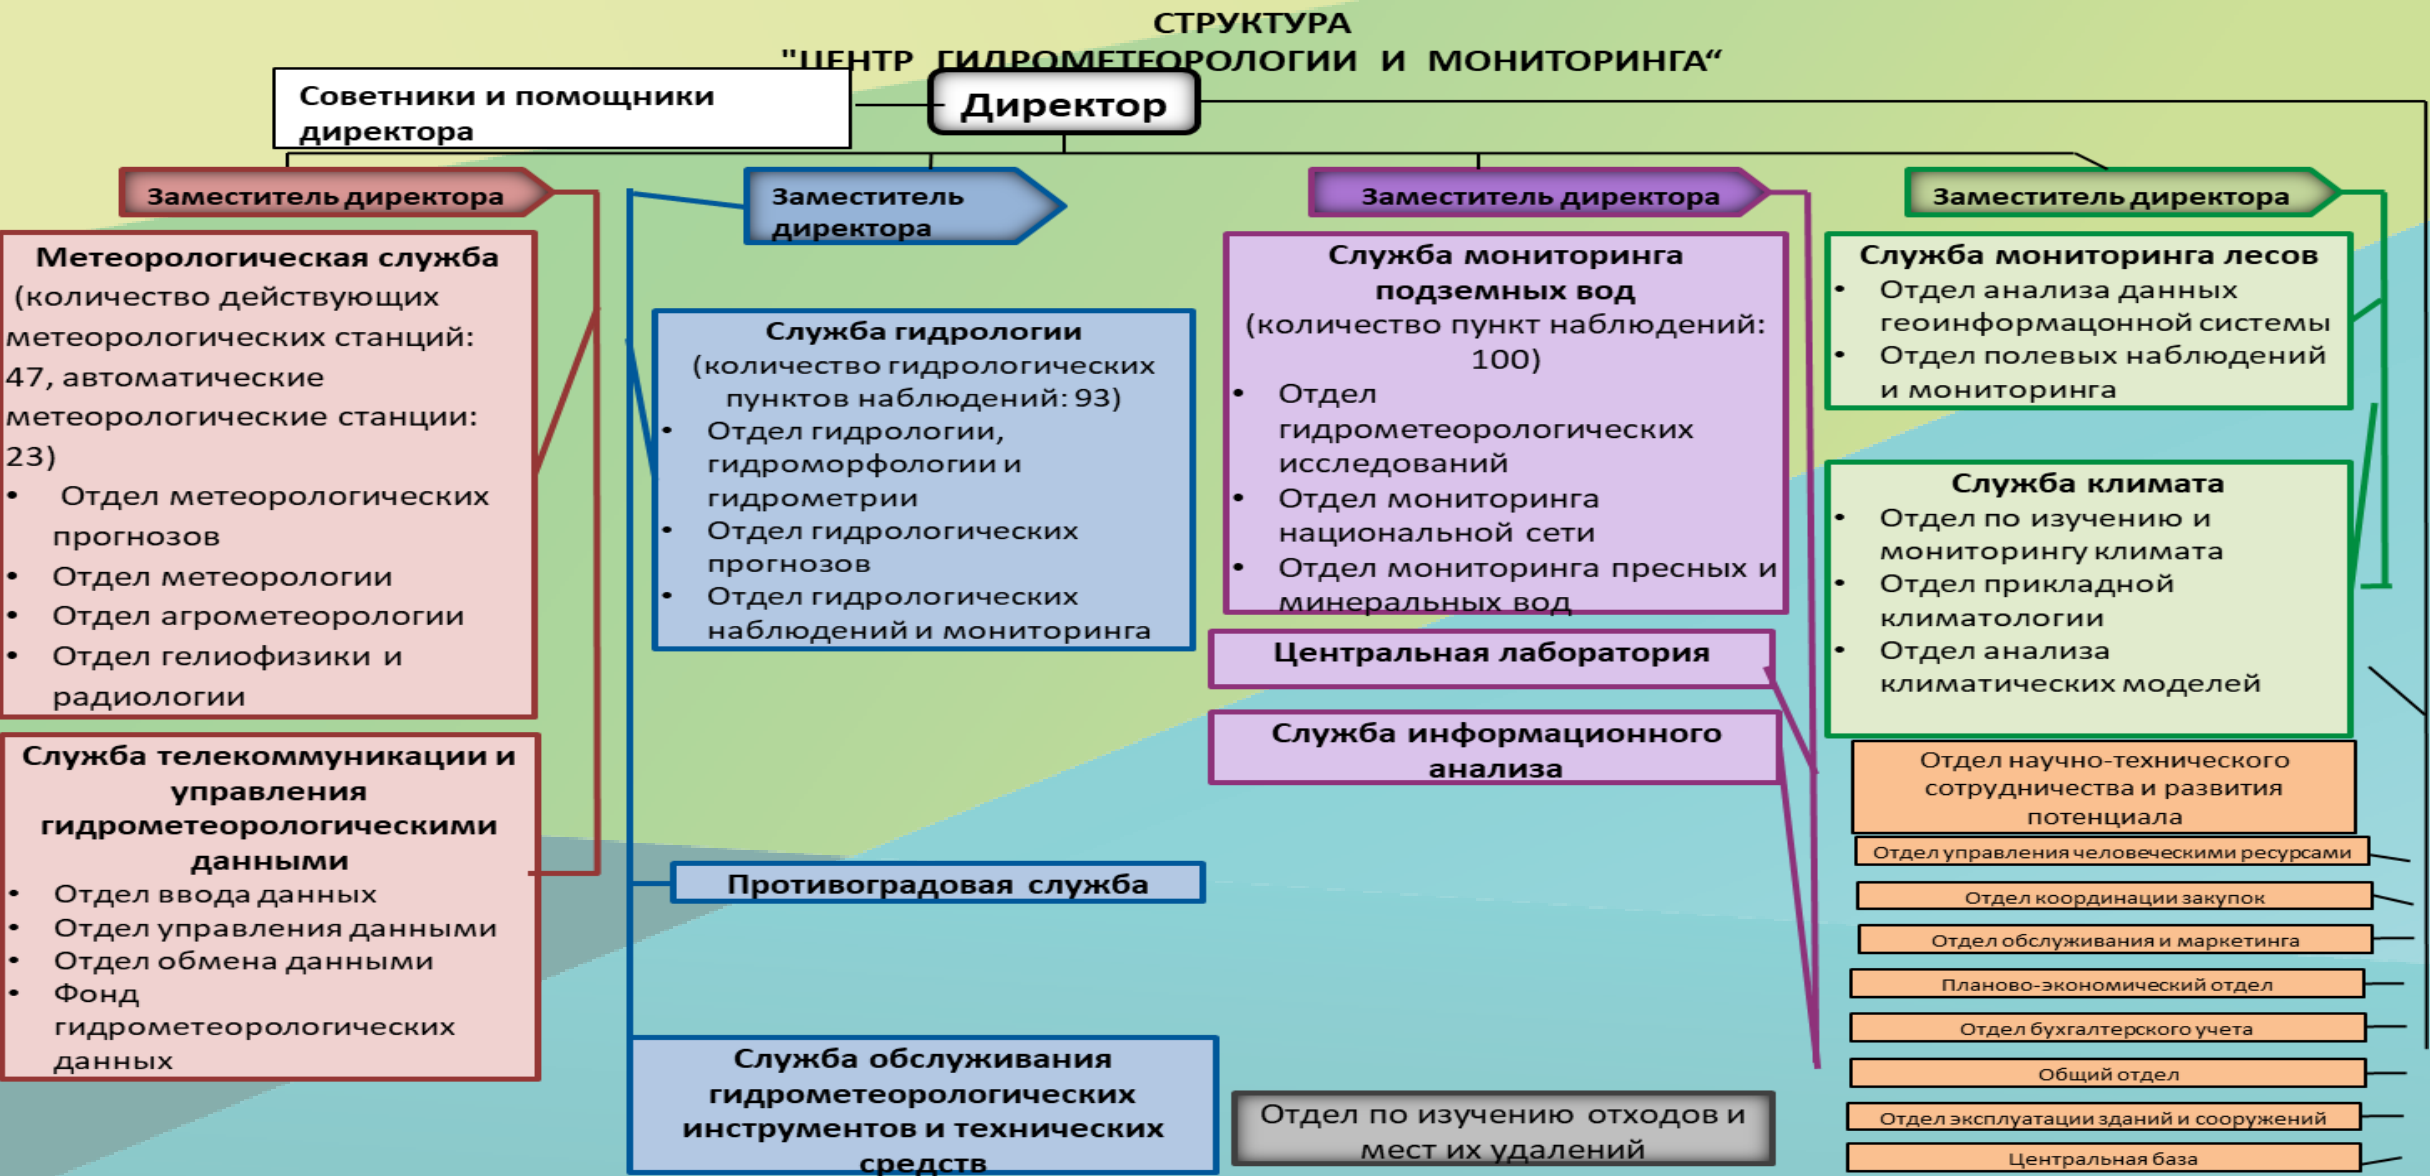 СТРУКТУРА
"ЦЕНТР ГИДРОМЕТЕОРОЛОГИИ И МОНИТОРИНГА“
Советники и помощники
директора
Директор
Заместитель директора
Метеорологическая служба
(количество действующих
метеорологических станций:
47, автоматические
метеорологические станции:
23)
• Отдел метеорологических
прогнозов
• Отдел метеорологии
• Отдел агрометеорологии
• Отдел гелиофизики и
радиологии
Служба телекоммуникации и
управления
гидрометеорологическими
данными
• Отдел ввода данных
• Отдел управления данными
• Отдел обмена данными
• Фонд
гидрометеорологических
данных
Заместитель
директора
Служба гидрологии
(количество гидрологических
пунктов наблюдений: 93)
• Отдел гидрологии,
гидроморфологии и
гидрометрии
• Отдел гидрологических
прогнозов
• Отдел гидрологических
наблюдений и мониторинга
Противоградовая служба
Служба обслуживания
гидрометеорологических
инструментов и технических
средств
Заместитель директора
Служба мониторинга
подземных вод
(количество пункт наблюдений:
100)
• Отдел
гидрометеорологических
исследований
• Отдел мониторинга
национальной сети
• Отдел мониторинга пресных и
минеральных вод
Центральная лаборатория
Служба информационного
анализа
Отдел по изучению отходов и
мест их удалений
Заместитель директора
Служба мониторинга лесов
• Отдел анализа данных
геоинформацонной системы
• Отдел полевых наблюдений
и мониторинга
Служба климата
• Отдел по изучению и
мониторингу климата
• Отдел прикладной
климатологии
• Отдел анализа
климатических моделей
Отдел научно-технического
сотрудничества и развития
потенциала
Отдел управления человеческими ресурсами
Отдел координации закупок
Отдел обслуживания и маркетинга
Планово-экономический отдел
Отдел бухгалтерского учета
Общий отдел
Отдел эксплуатации зданий и сооружений
Центральная база